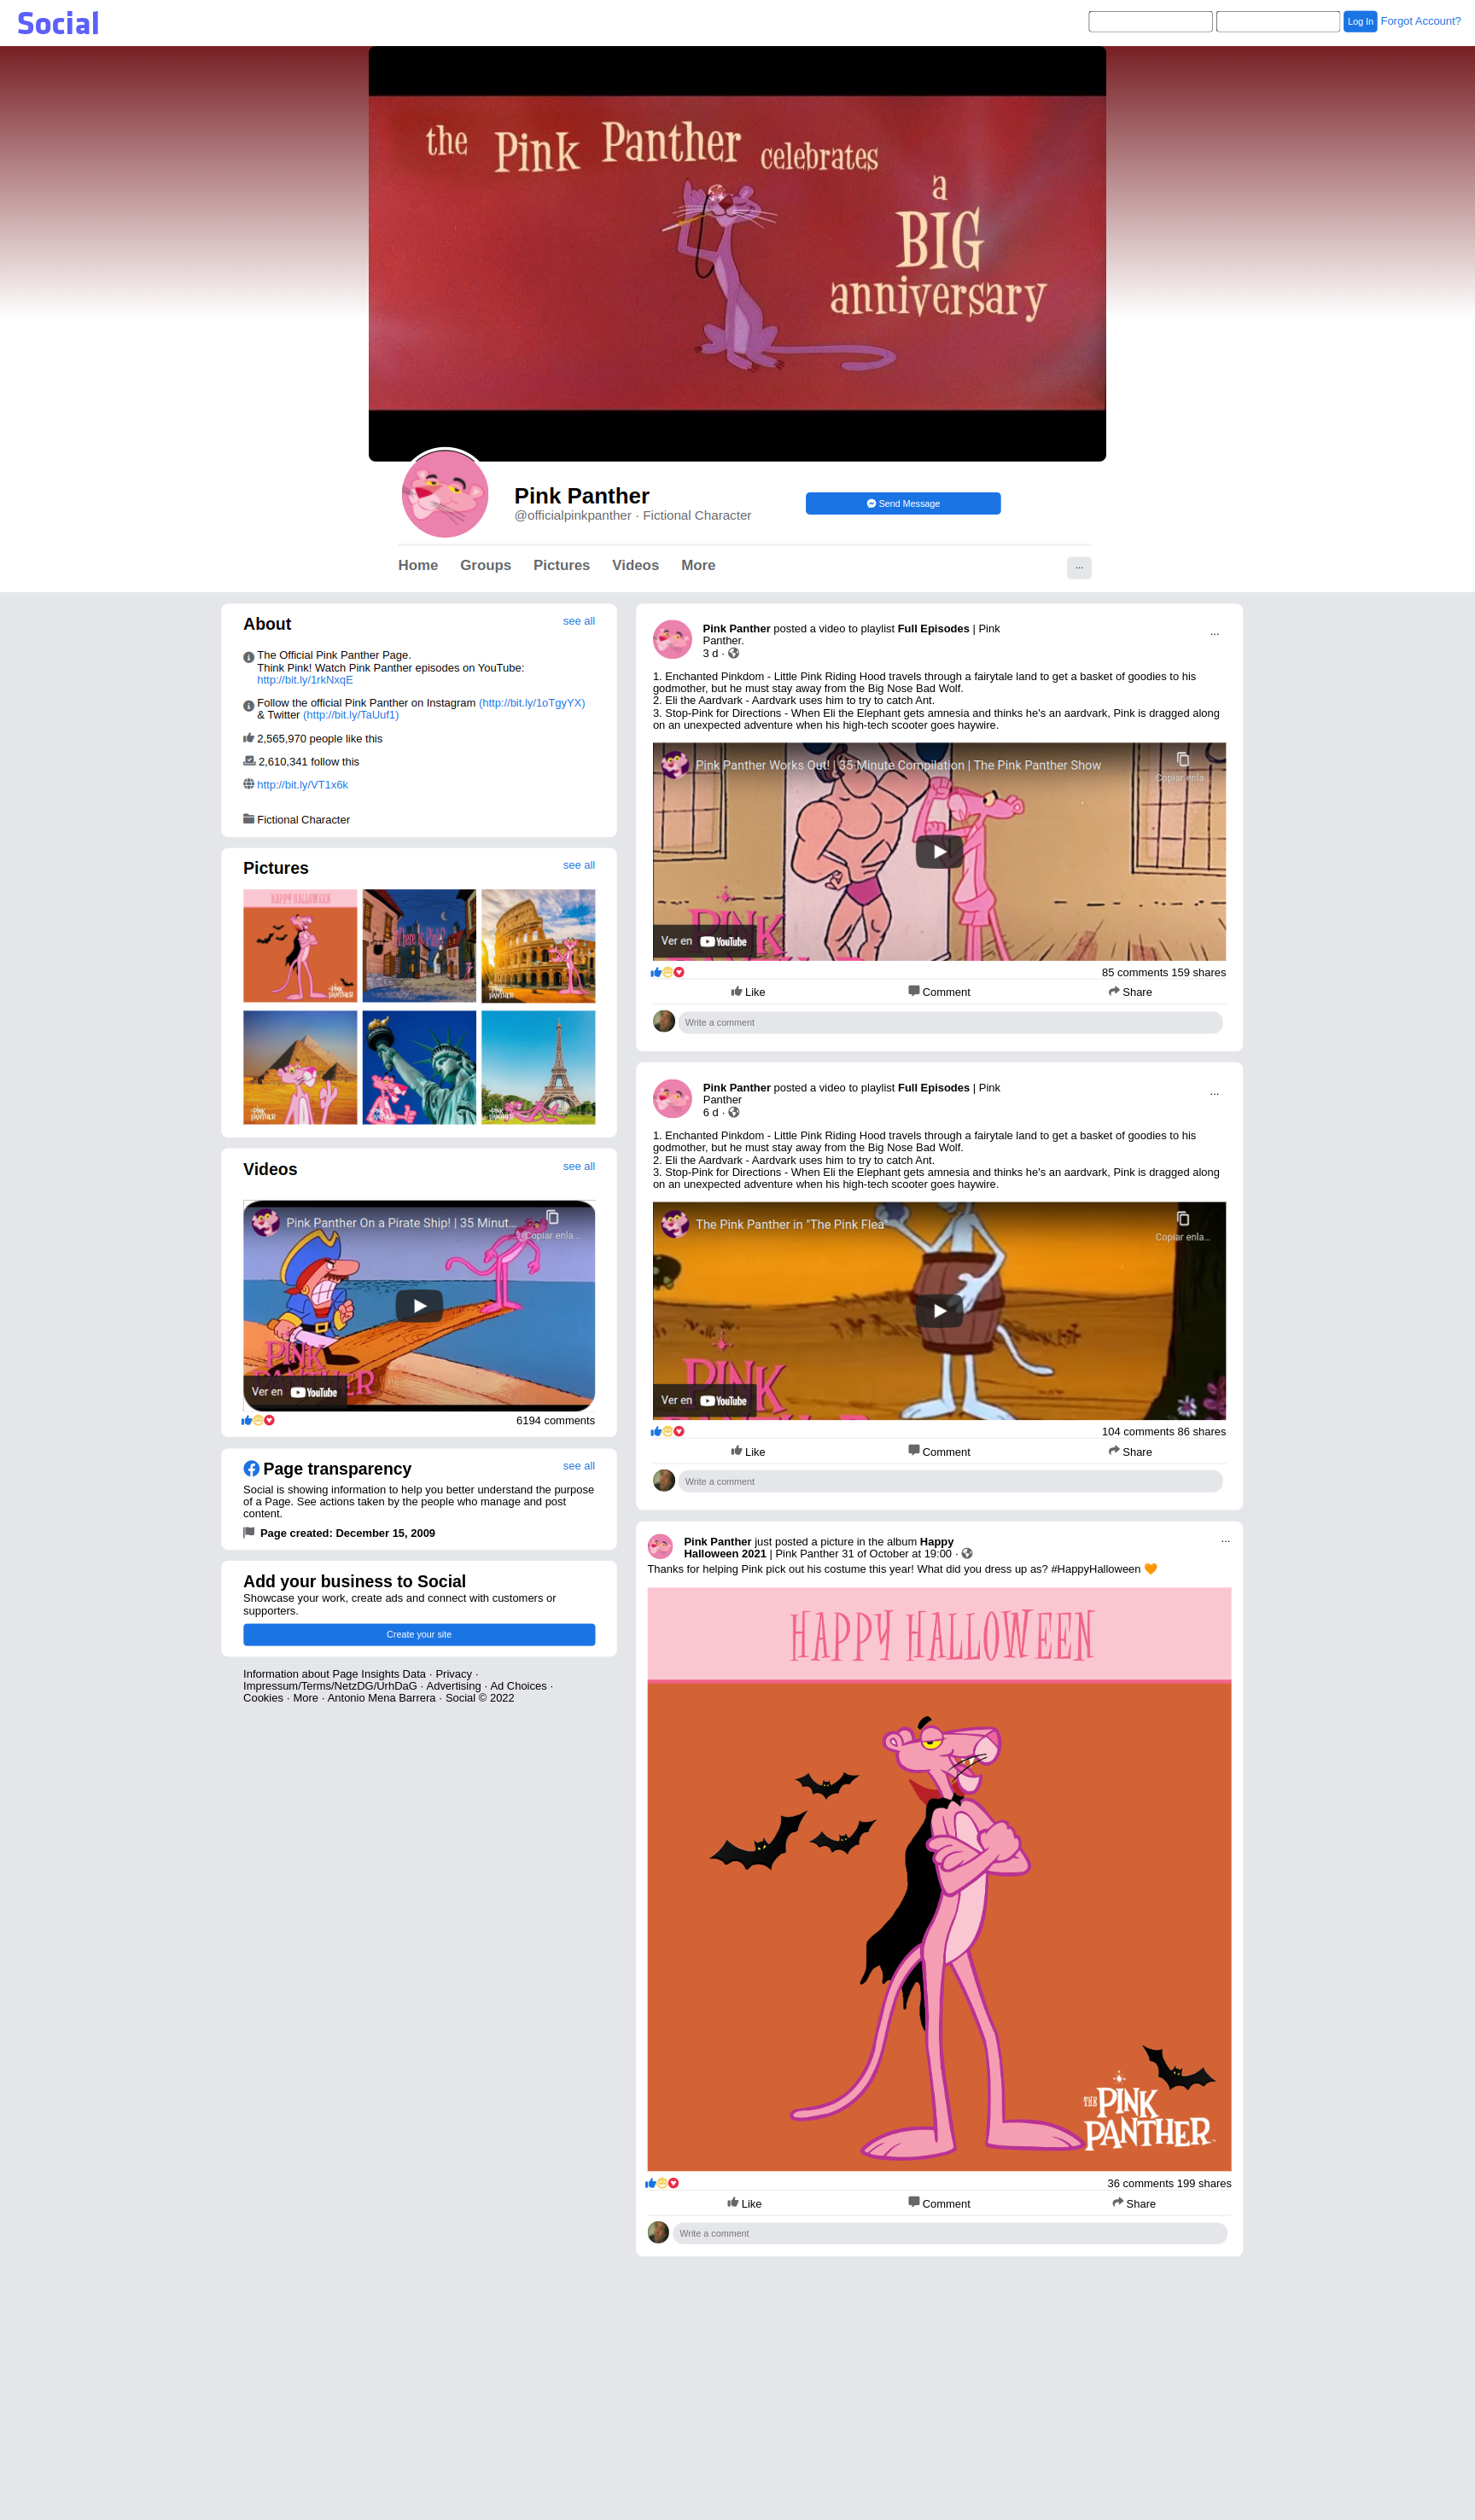 Social
Log In Forgot Account?
the Pink Panther celebrates
a
BIG
anniversary
Pink Panther
@officialpinkpanther · Fictional Character
Send Message
Home Groups Pictures Videos More
...
About
see all
The Official Pink Panther Page.
Think Pink! Watch Pink Panther episodes on YouTube:
http://bit.ly/1rkNxqE
Follow the official Pink Panther on Instagram (http://bit.ly/1oTgyYX)
& Twitter (http://bit.ly/TaUuf1)
2,565,970 people like this
2,610,341 follow this
http://bit.ly/VT1x6k
Fictional Character
Pictures
see all
HAPPY HALLOWEEN
PINK PANTHER
Where Is Pink?
PINK PANTHER
PINK PANTHER
PINK PANTHER
PINK PANTHER
Videos
see all
Pink Panther On a Pirate Ship! | 35 Minut...
Copiar enla...
PINK
Ver en YouTube
6194 comments
Page transparency
see all
Social is showing information to help you better understand the purpose
of a Page. See actions taken by the people who manage and post
content.
Page created: December 15, 2009
Add your business to Social
Showcase your work, create ads and connect with customers or
supporters.
Create your site
Information about Page Insights Data · Privacy ·
Impressum/Terms/NetzDG/UrhDaG · Advertising · Ad Choices ·
Cookies · More · Antonio Mena Barrera · Social © 2022
Pink Panther posted a video to playlist Full Episodes | Pink
Panther.
3 d ·
...
1. Enchanted Pinkdom - Little Pink Riding Hood travels through a fairytale land to get a basket of goodies to his
godmother, but he must stay away from the Big Nose Bad Wolf.
2. Eli the Aardvark - Aardvark uses him to try to catch Ant.
3. Stop-Pink for Directions - When Eli the Elephant gets amnesia and thinks he's an aardvark, Pink is dragged along
on an unexpected adventure when his high-tech scooter goes haywire.
Pink Panther Works Out! | 35 Minute Compilation | The Pink Panther Show
Copiar enla...
PINK
Ver en YouTube
85 comments 159 shares
Like Comment Share
Write a comment
Pink Panther posted a video to playlist Full Episodes | Pink
Panther
6 d ·
...
1. Enchanted Pinkdom - Little Pink Riding Hood travels through a fairytale land to get a basket of goodies to his
godmother, but he must stay away from the Big Nose Bad Wolf.
2. Eli the Aardvark - Aardvark uses him to try to catch Ant.
3. Stop-Pink for Directions - When Eli the Elephant gets amnesia and thinks he's an aardvark, Pink is dragged along
on an unexpected adventure when his high-tech scooter goes haywire.
The Pink Panther in "The Pink Flea"
Copiar enla...
PINK
Ver en YouTube
104 comments 86 shares
Like Comment Share
Write a comment
Pink Panther just posted a picture in the album Happy
Halloween 2021 | Pink Panther 31 of October at 19:00 ·
...
Thanks for helping Pink pick out his costume this year! What did you dress up as? #HappyHalloween 🧡
HAPPY HALLOWEEN
THE PINK
PANTHER
36 comments 199 shares
Like Comment Share
Write a comment